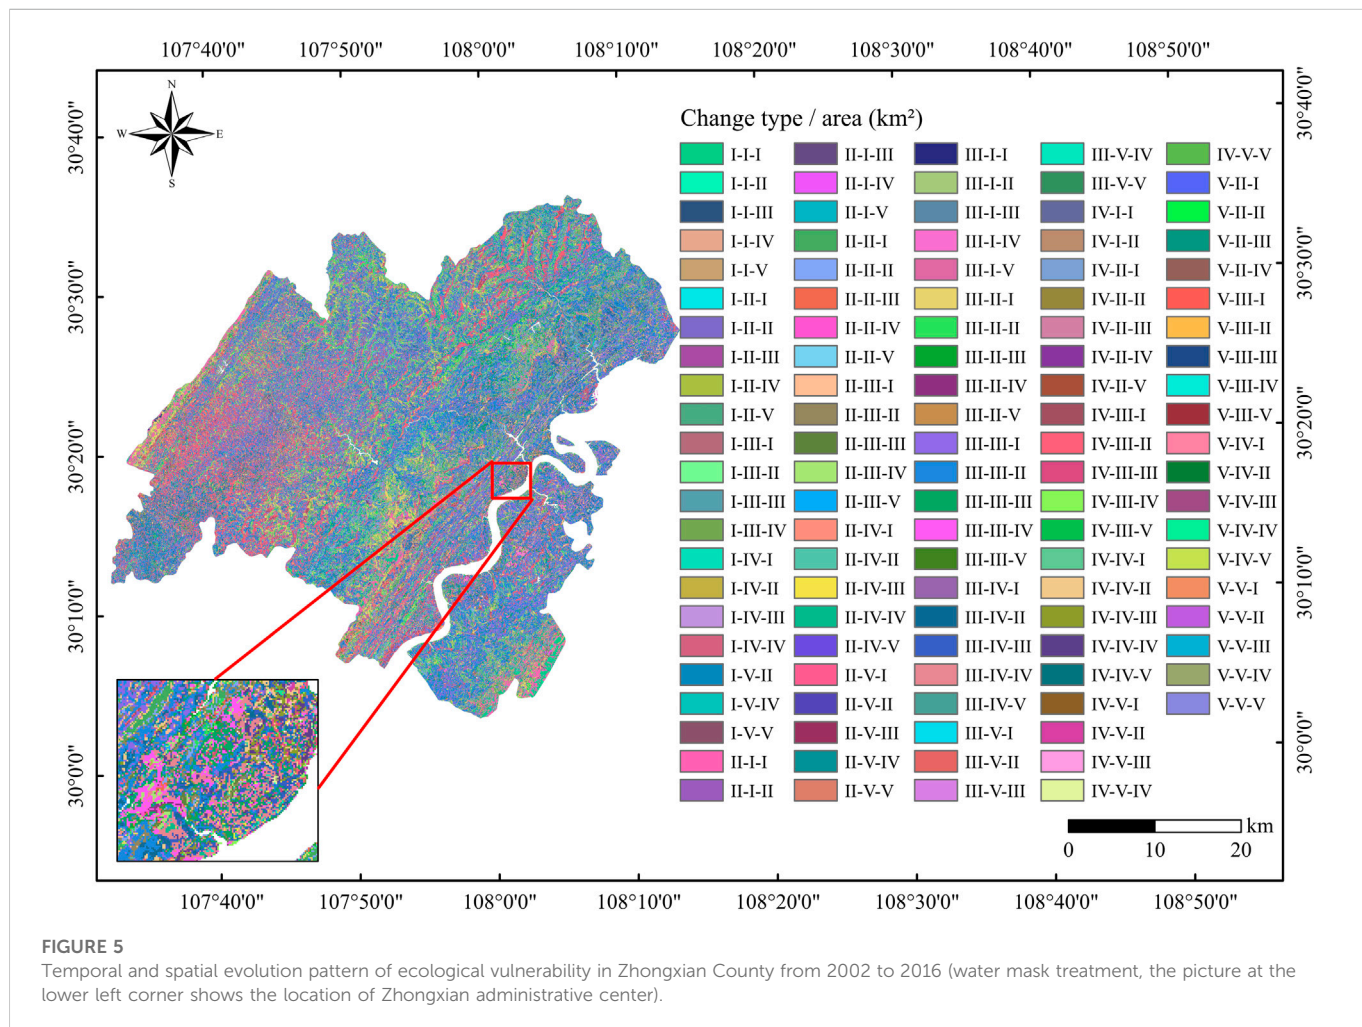 107°40'0" 107°50'0" 108°0'0" 108°10'0" 108°20'0" 108°30'0" 108°40'0" 108°50'0"
N
W E
S
30°40'0"
30°30'0"
30°20'0"
30°10'0"
30°0'0"
Change type / area (km²)
I-I-I II-I-III III-I-I III-V-IV IV-V-V
I-I-II II-I-IV III-I-II III-V-V V-II-I
I-I-III II-I-V III-I-III IV-I-I V-II-II
I-I-IV II-II-I III-I-IV IV-I-II V-II-III
I-I-V II-II-II III-I-V IV-II-I V-II-IV
I-II-I II-II-III III-II-I IV-II-II V-III-I
I-II-II II-II-IV III-II-II IV-II-III V-III-II
I-II-III II-II-V III-II-III IV-II-IV V-III-III
I-II-IV II-III-I III-II-IV IV-II-V V-III-IV
I-II-V II-III-II III-II-V IV-III-I V-III-V
I-III-I II-III-III III-III-I IV-III-II V-IV-I
I-III-II II-III-IV III-III-II IV-III-III V-IV-II
I-III-III II-III-V III-III-III IV-III-IV V-IV-III
I-III-IV II-IV-I III-III-IV IV-III-V V-IV-IV
I-IV-I II-IV-II III-III-V IV-IV-I V-IV-V
I-IV-II II-IV-III III-IV-I IV-IV-II V-V-I
I-IV-III II-IV-IV III-IV-II IV-IV-III V-V-II
I-IV-IV II-IV-V III-IV-III IV-IV-IV V-V-III
I-V-II II-V-I III-IV-IV IV-IV-V V-V-IV
I-V-IV II-V-II III-IV-V IV-V-I V-V-V
I-V-V II-V-III III-V-I IV-V-II
II-I-I II-V-IV III-V-II IV-V-III
II-I-II II-V-V III-V-III IV-V-IV
30°40'0"
30°30'0"
30°20'0"
30°10'0"
30°0'0"
km
0 10 20
107°40'0" 107°50'0" 108°0'0" 108°10'0" 108°20'0" 108°30'0" 108°40'0" 108°50'0"
FIGURE 5
Temporal and spatial evolution pattern of ecological vulnerability in Zhongxian County from 2002 to 2016 (water mask treatment, the picture at the
lower left corner shows the location of Zhongxian administrative center).